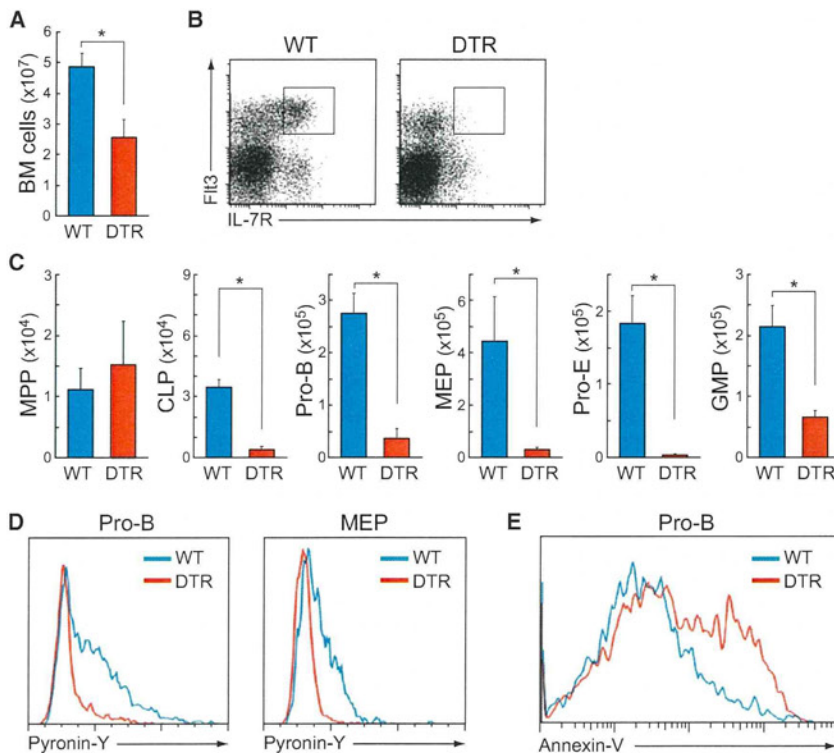 A
BM cells (x10⁷)
6
5
4
3
2
1
0
*
WT DTR
B
WT DTR
Flt3
IL-7R
C
MPP (x10⁴)
3
2
1
0
WT DTR
CLP (x10⁴)
9
6
3
0
*
WT DTR
Pro-B (x10⁵)
3
2
1
0
*
WT DTR
MEP (x10⁵)
6
4
2
0
*
WT DTR
Pro-E (x10⁵)
2
1
0
*
WT DTR
GMP (x10⁵)
3
2
1
0
*
WT DTR
D
Pro-B
WT
DTR
Pyronin-Y
MEP
WT
DTR
Pyronin-Y
E
Pro-B
WT
DTR
Annexin-V